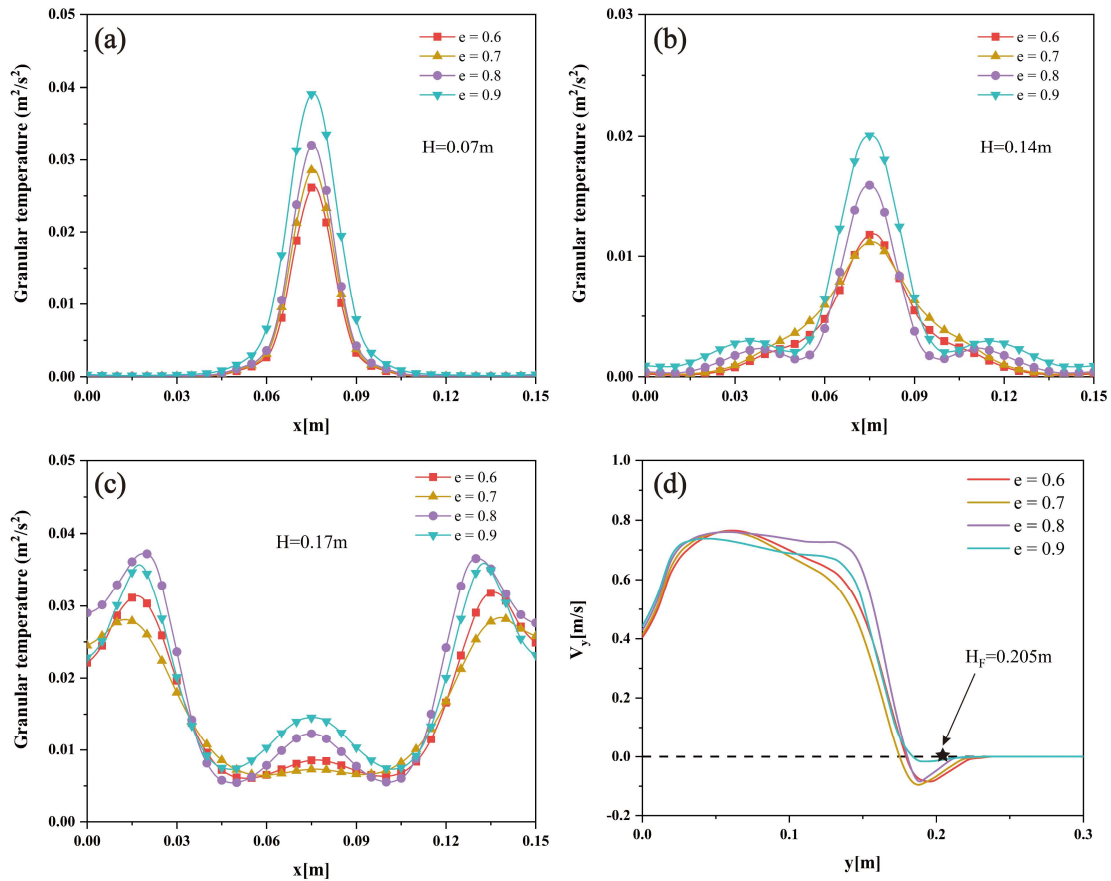 (a)
Granular temperature (m²/s²)
0.05
0.04
0.03
0.02
0.01
0.00
e = 0.6
e = 0.7
e = 0.8
e = 0.9
H=0.07m
0.00 0.03 0.06 0.09 0.12 0.15
x[m]
(b)
Granular temperature (m²/s²)
0.03
0.02
0.01
0.00
e = 0.6
e = 0.7
e = 0.8
e = 0.9
H=0.14m
0.00 0.03 0.06 0.09 0.12 0.15
x[m]
(c)
Granular temperature (m²/s²)
0.05
0.04
0.03
0.02
0.01
0.00
e = 0.6
e = 0.7
e = 0.8
e = 0.9
H=0.17m
0.00 0.03 0.06 0.09 0.12 0.15
x[m]
(d)
V_y[m/s]
1.0
0.8
0.6
0.4
0.2
0.0
-0.2
e = 0.6
e = 0.7
e = 0.8
e = 0.9
H_F=0.205m
0.0 0.1 0.2 0.3
y[m]